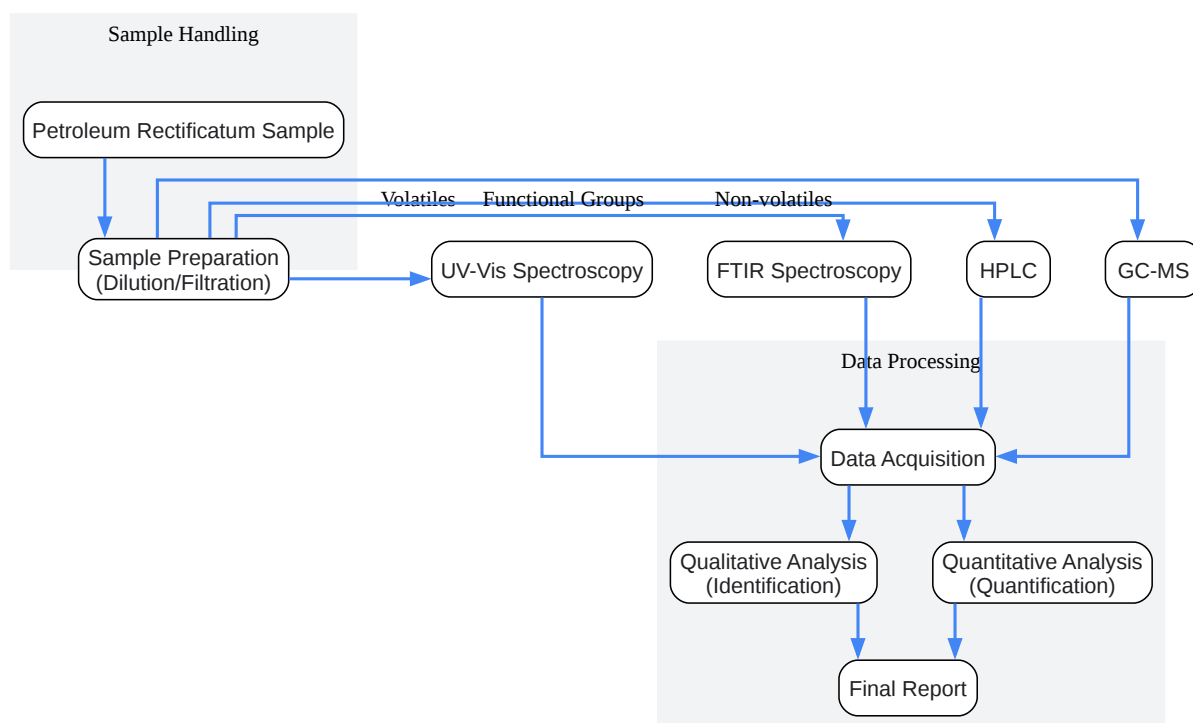 Sample Handling
Petroleum Rectificatum Sample
Volatiles
Functional Groups
Non-volatiles
Sample Preparation
(Dilution/Filtration)
UV-Vis Spectroscopy
FTIR Spectroscopy
HPLC
GC-MS
Data Processing
Data Acquisition
Qualitative Analysis
(Identification)
Quantitative Analysis
(Quantification)
Final Report